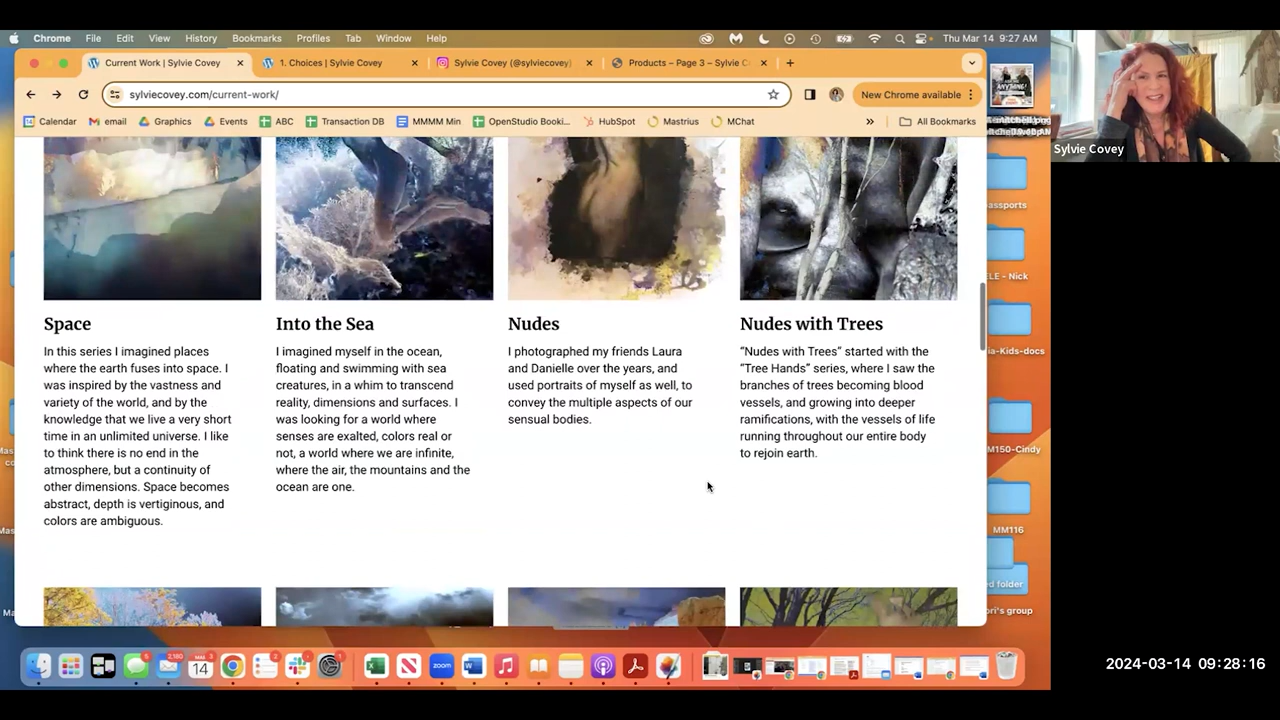 Chrome File Edit View History Bookmarks Profiles Tab Window Help Thu Mar 14 9:27 AM
Current Work | Sylvie Covey 1. Choices | Sylvie Covey Sylvie Covey (@sylviecovey) Products – Page 3 – Sylvie C
sylviecovey.com/current-work/ New Chrome available
Calendar email Graphics Events ABC Transaction DB MMMM Min OpenStudio Booki... HubSpot Mastrius MChat » All Bookmarks
Sylvie Covey
Space
In this series I imagined places
where the earth fuses into space. I
was inspired by the vastness and
variety of the world, and by the
knowledge that we live a very short
time in an unlimited universe. I like
to think there is no end in the
atmosphere, but a continuity of
other dimensions. Space becomes
abstract, depth is vertiginous, and
colors are ambiguous.
Into the Sea
I imagined myself in the ocean,
floating and swimming with sea
creatures, in a whim to transcend
reality, dimensions and surfaces. I
was looking for a world where
senses are exalted, colors real or
not, a world where we are infinite,
where the air, the mountains and the
ocean are one.
Nudes
I photographed my friends Laura
and Danielle over the years, and
used portraits of myself as well, to
convey the multiple aspects of our
sensual bodies.
Nudes with Trees
“Nudes with Trees” started with the
“Tree Hands” series, where I saw the
branches of trees becoming blood
vessels, and growing into deeper
ramifications, with the vessels of life
running throughout our entire body
to rejoin earth.
assports
ELE - Nick
ia-Kids-docs
M150-Cindy
MM116
ed folder
ori's group
MAR
14
zoom
2024-03-14 09:28:16